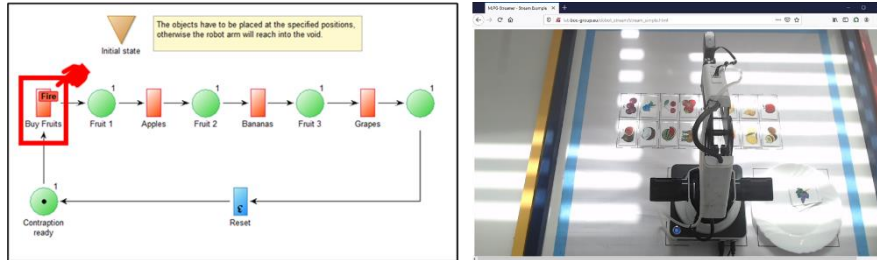 Initial state
The objects have to be placed at the specified positions,
otherwise the robot arm will reach into the void.
Fire
1
1
1
1
Buy Fruits
Fruit 1
Apples
Fruit 2
Bananas
Fruit 3
Grapes
1
ε
Contraption
ready
Reset
MJPG-Streamer - Stream Example